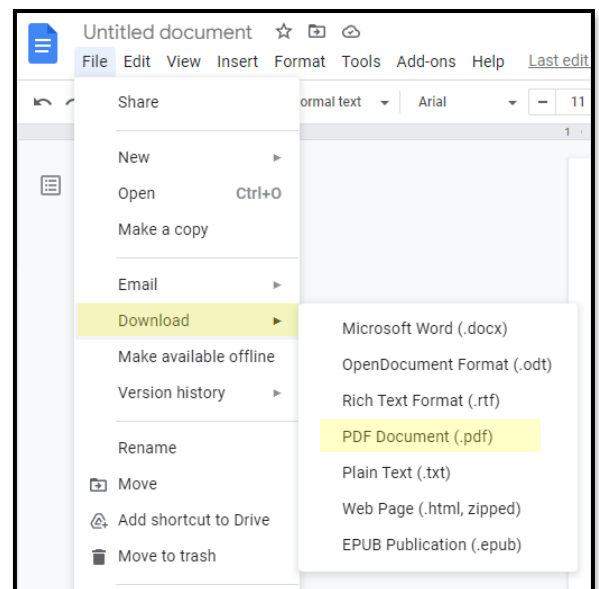 Untitled document
File Edit View Insert Format Tools Add-ons Help Last edit
ormal text Arial – 11
1
Share
New
Open Ctrl+O
Make a copy
Email
Download
Make available offline
Version history
Rename
Move
Add shortcut to Drive
Move to trash
Microsoft Word (.docx)
OpenDocument Format (.odt)
Rich Text Format (.rtf)
PDF Document (.pdf)
Plain Text (.txt)
Web Page (.html, zipped)
EPUB Publication (.epub)